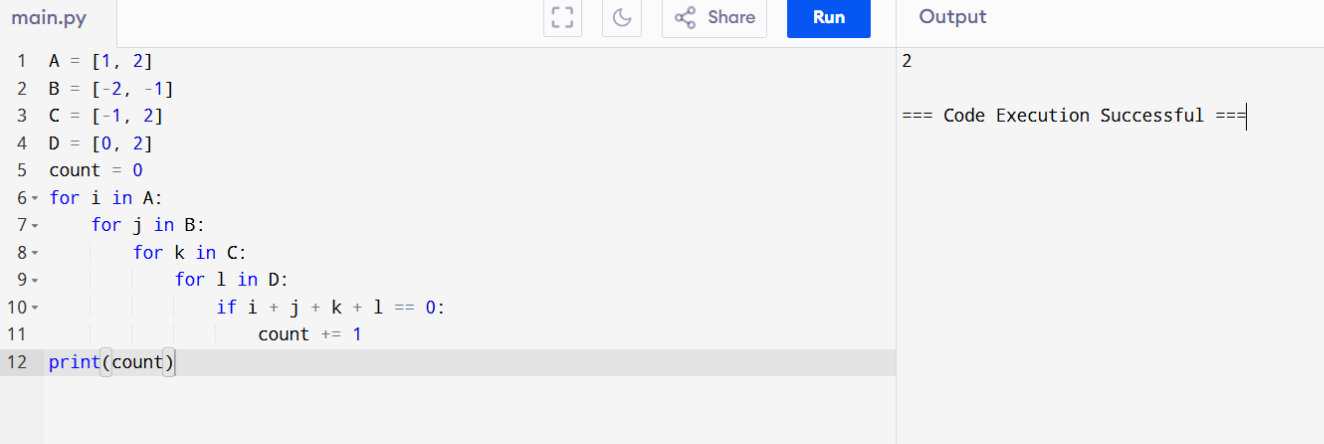 main.py
Share
Run
Output
1 A = [1, 2]
2 B = [-2, -1]
3 C = [-1, 2]
4 D = [0, 2]
5 count = 0
6 for i in A:
7     for j in B:
8         for k in C:
9             for l in D:
10                 if i + j + k + l == 0:
11                     count += 1
12 print(count)
2
=== Code Execution Successful ===